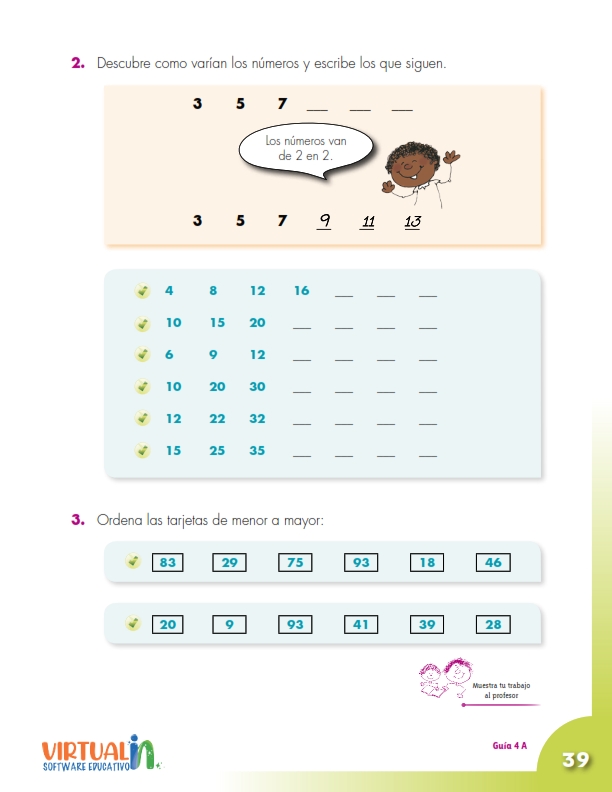 2. Descubre como varían los números y escribe los que siguen.
3 5 7 ___ ___ ___
Los números van
de 2 en 2.
3 5 7 9 11 13
4 8 12 16 ___ ___ ___
10 15 20 ___ ___ ___ ___
6 9 12 ___ ___ ___ ___
10 20 30 ___ ___ ___ ___
12 22 32 ___ ___ ___ ___
15 25 35 ___ ___ ___ ___
3. Ordena las tarjetas de menor a mayor:
83 29 75 93 18 46
20 9 93 41 39 28
Muestra tu trabajo
al profesor
Guía 4 A
39
VIRTUALin
SOFTWARE EDUCATIVO